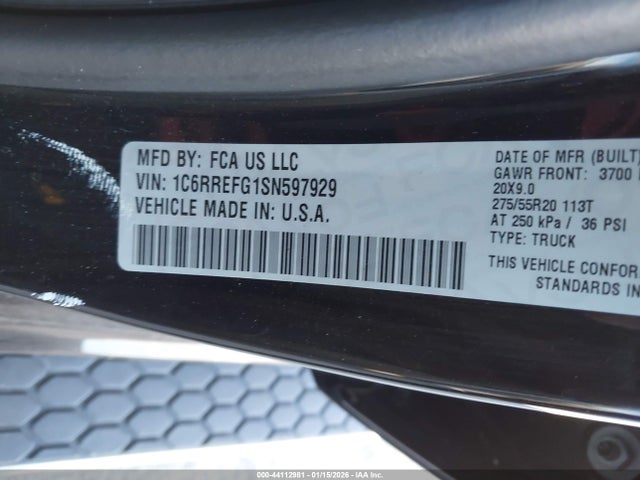 MFD BY: FCA US LLC
VIN: 1C6RREFG1SN597929
VEHICLE MADE IN: U.S.A.
DATE OF MFR (BUILT)
GAWR FRONT: 3700
20X9.0
275/55R20 113T
AT 250 kPa / 36 PSI
TYPE: TRUCK
THIS VEHICLE CONFOR
STANDARDS IN
000-44112981 | 01/15/2026 - IAA Inc.